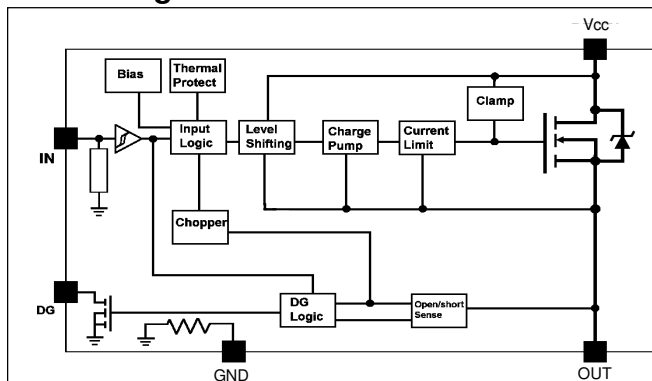 Vcc
Bias
Thermal
Protect
Clamp
IN
Input
Logic
Level
Shifting
Charge
Pump
Current
Limit
Chopper
DG
DG
Logic
Open/short
Sense
GND
OUT